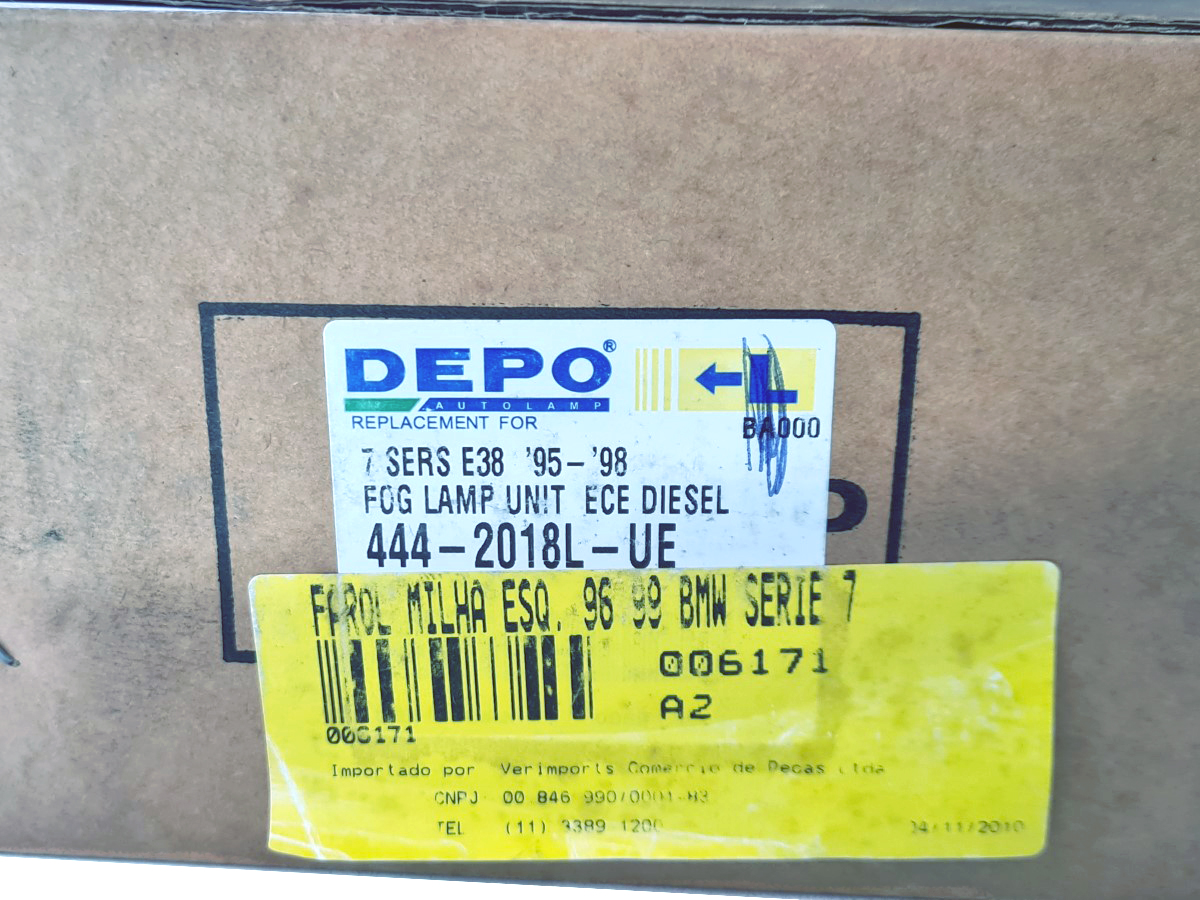 DEPO®
AUTOLAMP
L
REPLACEMENT FOR
BA000
7 SERS E38 '95-'98
FOG LAMP UNIT ECE DIESEL
444-2018L-UE
FAROL MILHA ESQ. 96 99 BMW SERIE 7
006171
A2
006171
Importado por Verimports Comercio de Pecas Ltda
CNPJ 00 846 990/0001-83
TEL (11) 3389 1200
04/11/2010